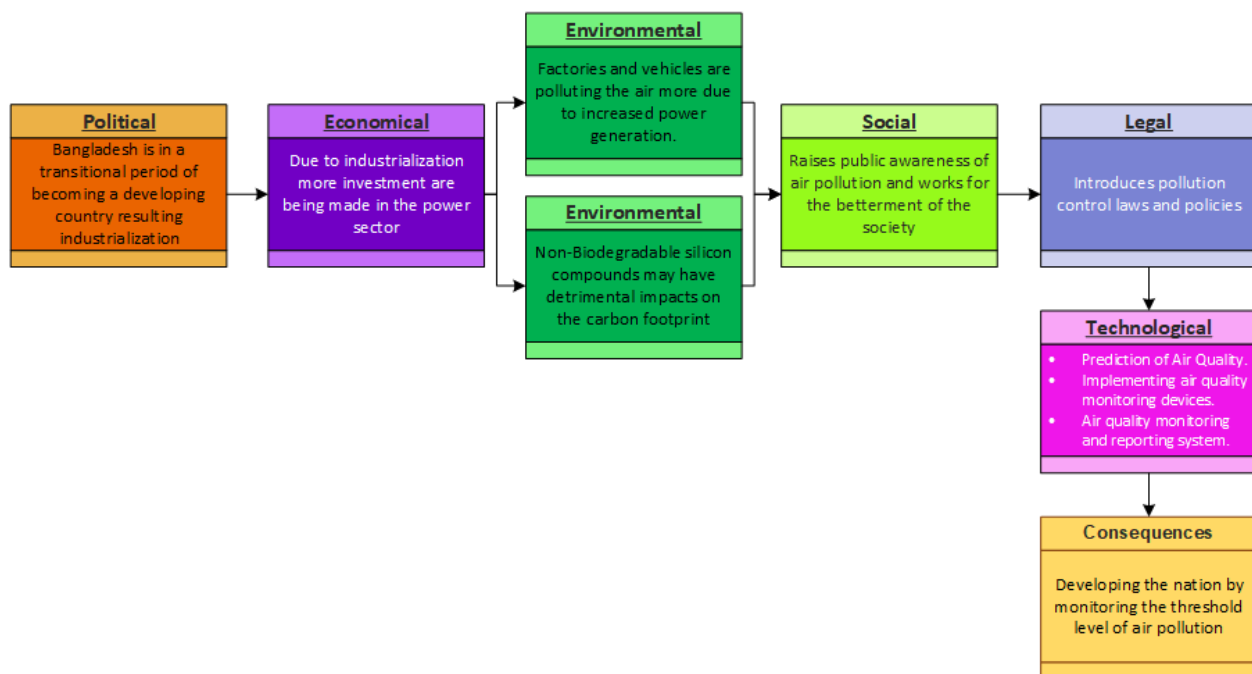 Political
Bangladesh is in a
transitional period of
becoming a developing
country resulting
industrialization
Economical
Due to industrialization
more investment are
being made in the power
sector
Environmental
Factories and vehicles are
polluting the air more due
to increased power
generation.
Environmental
Non-Biodegradable silicon
compounds may have
detrimental impacts on
the carbon footprint
Social
Raises public awareness of
air pollution and works for
the betterment of the
society
Legal
Introduces pollution
control laws and policies
Technological
• Prediction of Air Quality.
• Implementing air quality
monitoring devices.
• Air quality monitoring
and reporting system.
Consequences
Developing the nation by
monitoring the threshold
level of air pollution